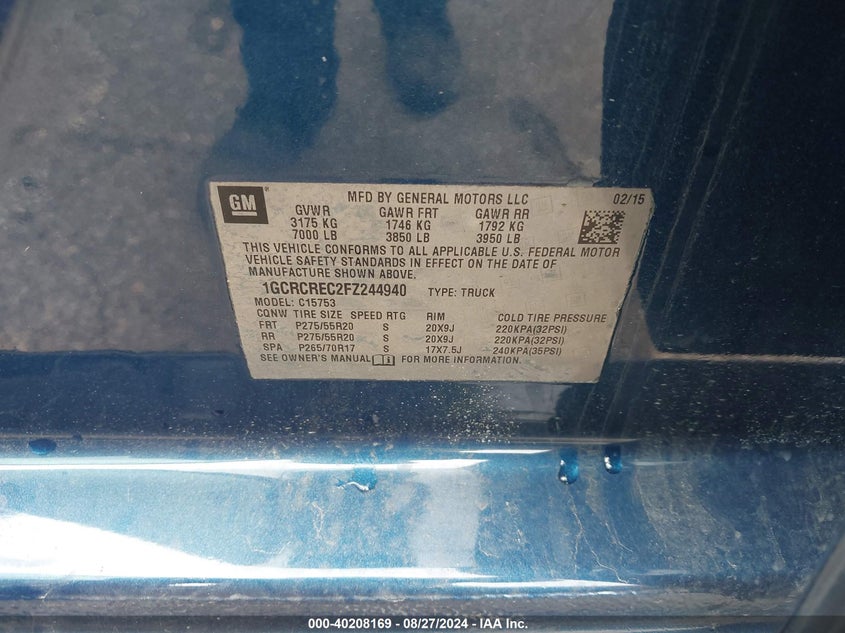 GM
MFD BY GENERAL MOTORS LLC 02/15
GVWR GAWR FRT GAWR RR
3175 KG 1746 KG 1792 KG
7000 LB 3850 LB 3950 LB
THIS VEHICLE CONFORMS TO ALL APPLICABLE U.S. FEDERAL MOTOR
VEHICLE SAFETY STANDARDS IN EFFECT ON THE DATE OF
MANUFACTURE SHOWN ABOVE.
1GCRCREC2FZ244940 TYPE: TRUCK
MODEL: C15753
CQNW TIRE SIZE SPEED RTG RIM COLD TIRE PRESSURE
FRT P275/55R20 S 20X9J 220KPA(32PSI)
RR P275/55R20 S 20X9J 220KPA(32PSI)
SPA P265/70R17 S 17X7.5J 240KPA(35PSI)
SEE OWNER'S MANUAL FOR MORE INFORMATION.
000-40208169 - 08/27/2024 - IAA Inc.